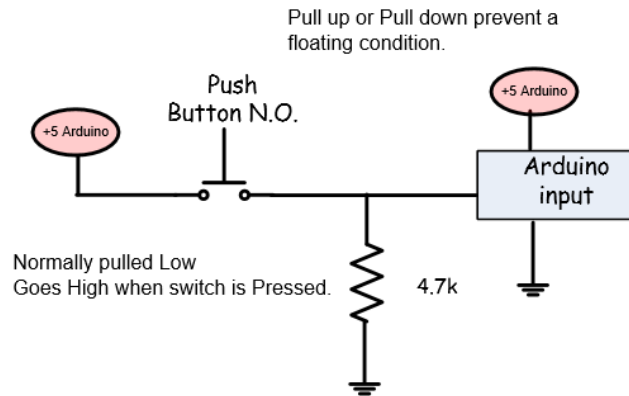 Pull up or Pull down prevent a
floating condition.
Push
Button N.O.
+5 Arduino
+5 Arduino
Arduino
input
Normally pulled Low
Goes High when switch is Pressed.
4.7k